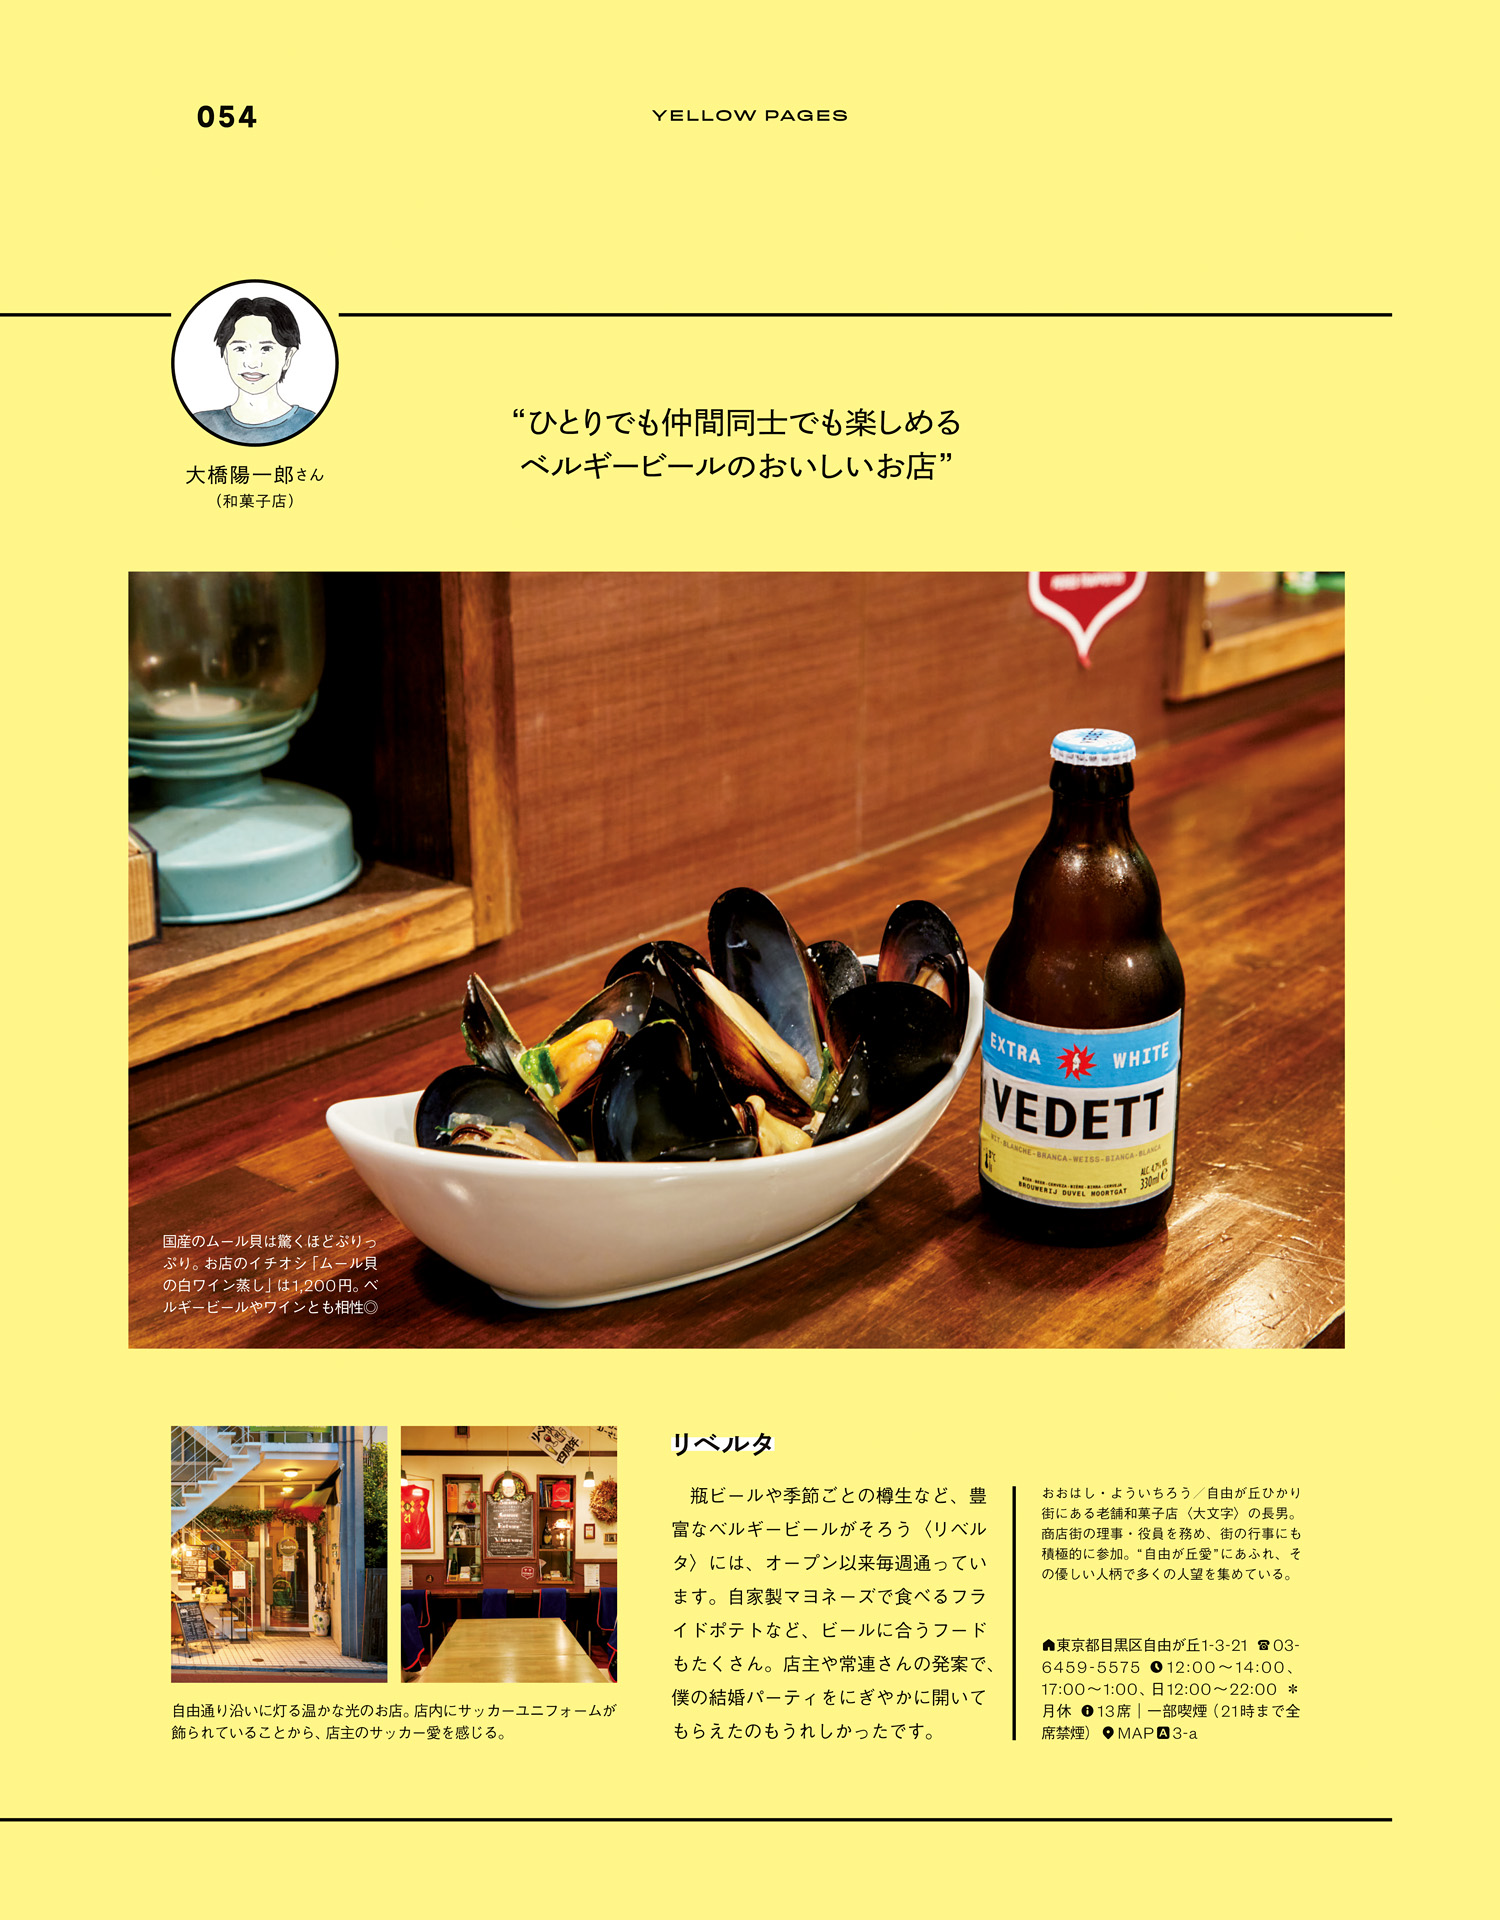 054
YELLOW PAGES
大橋陽一郎さん
（和菓子店）
“ひとりでも仲間同士でも楽しめる
ベルギービールのおいしいお店”
EXTRA WHITE
VEDETT
WIT-BLANCHE-BRANCA-WEISS-BIANCA-BLANCA
ALC. 4,7% VOL
330ml e
BROUWERIJ DUVEL MOORTGAT
国産のムール貝は驚くほどぷりっ
ぷり。お店のイチオシ「ムール貝
の白ワイン蒸し」は1,200円。ベ
ルギービールやワインとも相性◎
自由通り沿いに灯る温かな光のお店。店内にサッカーユニフォームが
飾られていることから、店主のサッカー愛を感じる。
リベルタ
瓶ビールや季節ごとの樽生など、豊
富なベルギービールがそろう〈リベル
タ〉には、オープン以来毎週通ってい
ます。自家製マヨネーズで食べるフラ
イドポテトなど、ビールに合うフード
もたくさん。店主や常連さんの発案で、
僕の結婚パーティをにぎやかに開いて
もらえたのもうれしかったです。
おおはし・よういちろう／自由が丘ひかり
街にある老舗和菓子店〈大文字〉の長男。
商店街の理事・役員を務め、街の行事にも
積極的に参加。“自由が丘愛”にあふれ、そ
の優しい人柄で多くの人望を集めている。
東京都目黒区自由が丘1-3-21 ☎03-
6459-5575 12:00〜14:00、
17:00〜1:00、日12:00〜22:00 ＊
月休 13席｜一部喫煙（21時まで全
席禁煙） MAP A 3-a